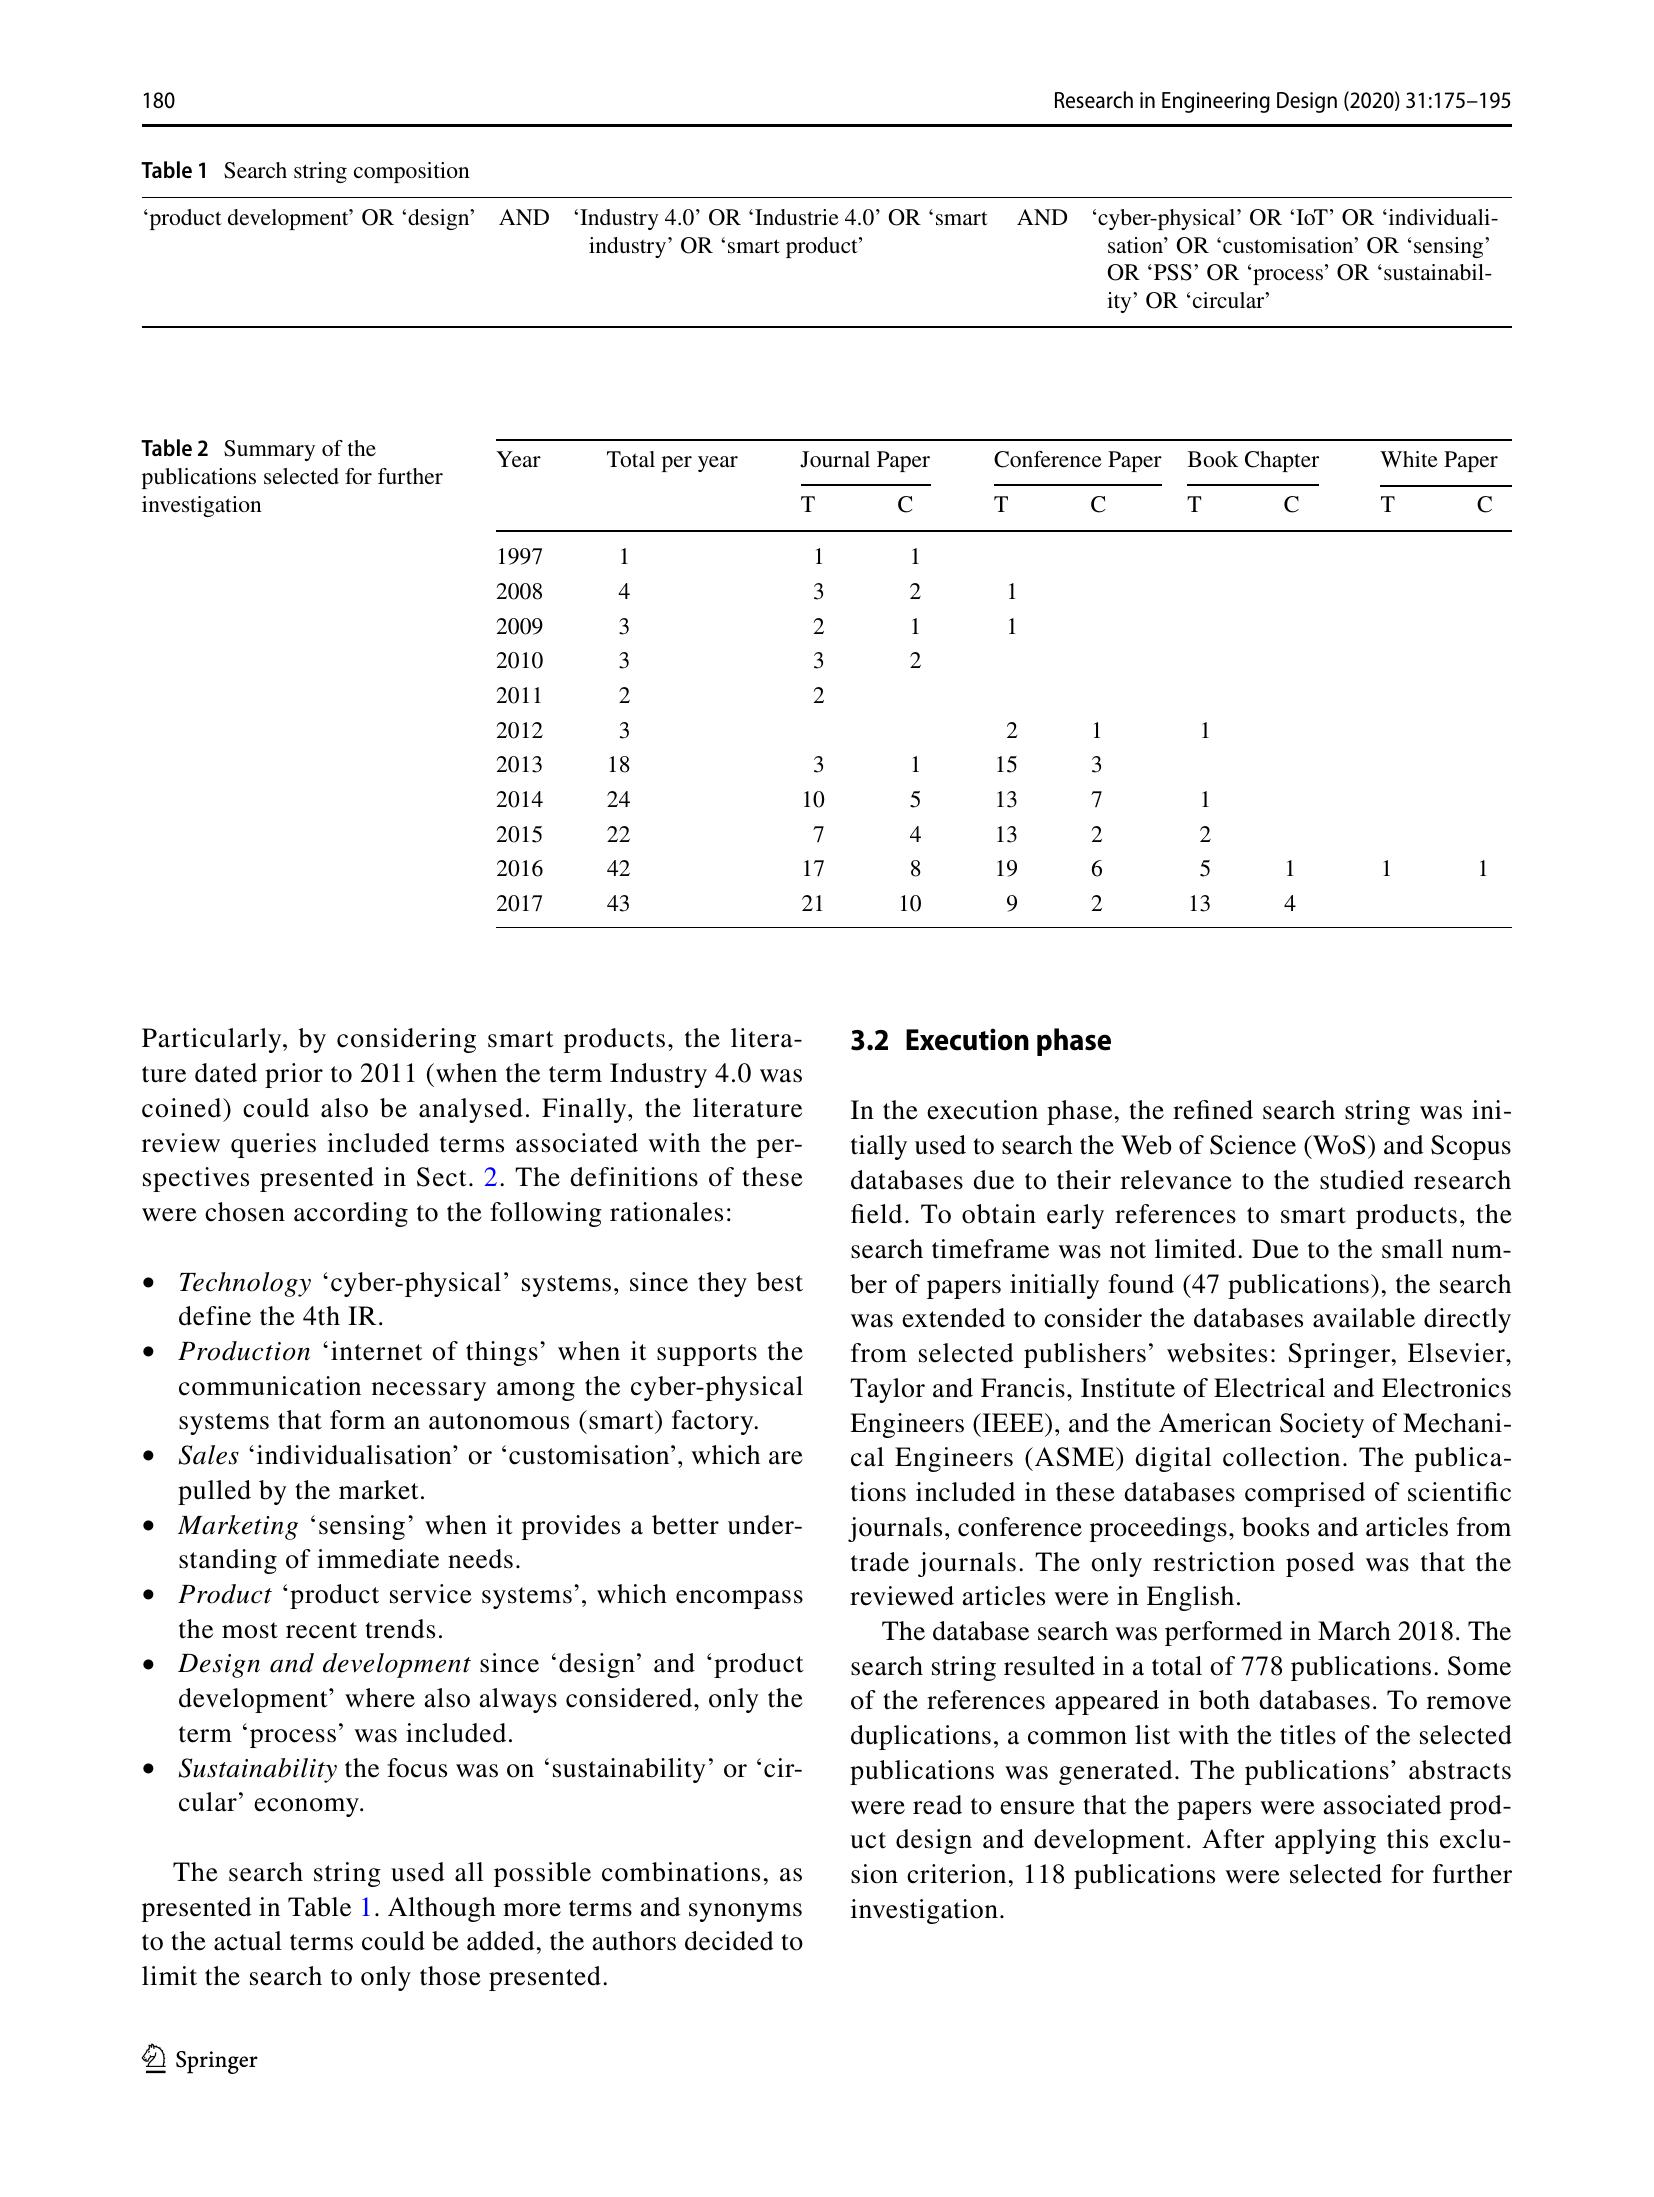 180
Research in Engineering Design (2020) 31:175–195
Table 1 Search string composition
‘product development’ OR ‘design’ AND ‘Industry 4.0’ OR ‘Industrie 4.0’ OR ‘smart AND ‘cyber-physical’ OR ‘IoT’ OR ‘individuali-
industry’ OR ‘smart product’ sation’ OR ‘customisation’ OR ‘sensing’
OR ‘PSS’ OR ‘process’ OR ‘sustainabil-
ity’ OR ‘circular’
Table 2 Summary of the
publications selected for further
investigation
Year Total per year Journal Paper Conference Paper Book Chapter White Paper
T C T C T C T C
1997 1 1 1
2008 4 3 2 1
2009 3 2 1 1
2010 3 3 2
2011 2 2
2012 3 2 1 1
2013 18 3 1 15 3
2014 24 10 5 13 7 1
2015 22 7 4 13 2 2
2016 42 17 8 19 6 5 1 1 1
2017 43 21 10 9 2 13 4
Particularly, by considering smart products, the litera-
ture dated prior to 2011 (when the term Industry 4.0 was
coined) could also be analysed. Finally, the literature
review queries included terms associated with the per-
spectives presented in Sect. 2. The definitions of these
were chosen according to the following rationales:
• Technology ‘cyber-physical’ systems, since they best
define the 4th IR.
• Production ‘internet of things’ when it supports the
communication necessary among the cyber-physical
systems that form an autonomous (smart) factory.
• Sales ‘individualisation’ or ‘customisation’, which are
pulled by the market.
• Marketing ‘sensing’ when it provides a better under-
standing of immediate needs.
• Product ‘product service systems’, which encompass
the most recent trends.
• Design and development since ‘design’ and ‘product
development’ where also always considered, only the
term ‘process’ was included.
• Sustainability the focus was on ‘sustainability’ or ‘cir-
cular’ economy.
The search string used all possible combinations, as
presented in Table 1. Although more terms and synonyms
to the actual terms could be added, the authors decided to
limit the search to only those presented.
3.2 Execution phase
In the execution phase, the refined search string was ini-
tially used to search the Web of Science (WoS) and Scopus
databases due to their relevance to the studied research
field. To obtain early references to smart products, the
search timeframe was not limited. Due to the small num-
ber of papers initially found (47 publications), the search
was extended to consider the databases available directly
from selected publishers’ websites: Springer, Elsevier,
Taylor and Francis, Institute of Electrical and Electronics
Engineers (IEEE), and the American Society of Mechani-
cal Engineers (ASME) digital collection. The publica-
tions included in these databases comprised of scientific
journals, conference proceedings, books and articles from
trade journals. The only restriction posed was that the
reviewed articles were in English.
The database search was performed in March 2018. The
search string resulted in a total of 778 publications. Some
of the references appeared in both databases. To remove
duplications, a common list with the titles of the selected
publications was generated. The publications’ abstracts
were read to ensure that the papers were associated prod-
uct design and development. After applying this exclu-
sion criterion, 118 publications were selected for further
investigation.
Springer